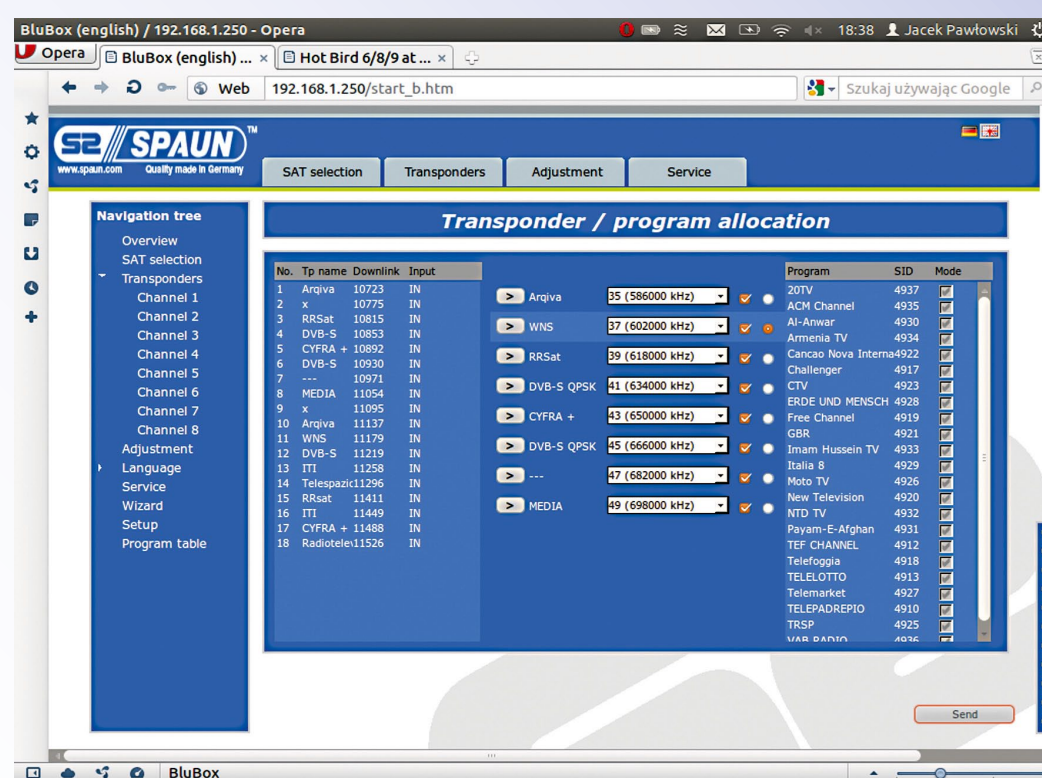 BluBox (english) / 192.168.1.250 - Opera
18:38 Jacek Pawłowski
Opera
BluBox (english) ... ×
Hot Bird 6/8/9 at ... ×
Web 192.168.1.250/start_b.htm
Szukaj używając Google
SPAUN™
www.spaun.com Quality made in Germany
SAT selection
Transponders
Adjustment
Service
Navigation tree
Overview
SAT selection
Transponders
Channel 1
Channel 2
Channel 3
Channel 4
Channel 5
Channel 6
Channel 7
Channel 8
Adjustment
Language
Service
Wizard
Setup
Program table
Transponder / program allocation
No. Tp name Downlink Input
1 Arqiva 10723 IN
2 x 10775 IN
3 RRSat 10815 IN
4 DVB-S 10853 IN
5 CYFRA + 10892 IN
6 DVB-S 10930 IN
7 --- 10971 IN
8 MEDIA 11054 IN
9 x 11095 IN
10 Arqiva 11137 IN
11 WNS 11179 IN
12 DVB-S 11219 IN
13 ITI 11258 IN
14 Telespazic 11296 IN
15 RRsat 11411 IN
16 ITI 11449 IN
17 CYFRA + 11488 IN
18 Radiotelev 11526 IN
> Arqiva 35 (586000 kHz)
> WNS 37 (602000 kHz)
> RRSat 39 (618000 kHz)
> DVB-S QPSK 41 (634000 kHz)
> CYFRA + 43 (650000 kHz)
> DVB-S QPSK 45 (666000 kHz)
> --- 47 (682000 kHz)
> MEDIA 49 (698000 kHz)
Program SID Mode
20TV 4937
ACM Channel 4935
Al-Anwar 4930
Armenia TV 4934
Cancao Nova Interna 4922
Challenger 4917
CTV 4923
ERDE UND MENSCH 4928
Free Channel 4919
GBR 4921
Imam Hussein TV 4933
Italia 8 4929
Moto TV 4926
New Television 4920
NTD TV 4932
Payam-E-Afghan 4931
TEF CHANNEL 4912
Telefoggia 4918
TELELOTTO 4913
Telemarket 4927
TELEPADREPIO 4910
TRSP 4925
VAB RADIO 4936
Send
BluBox